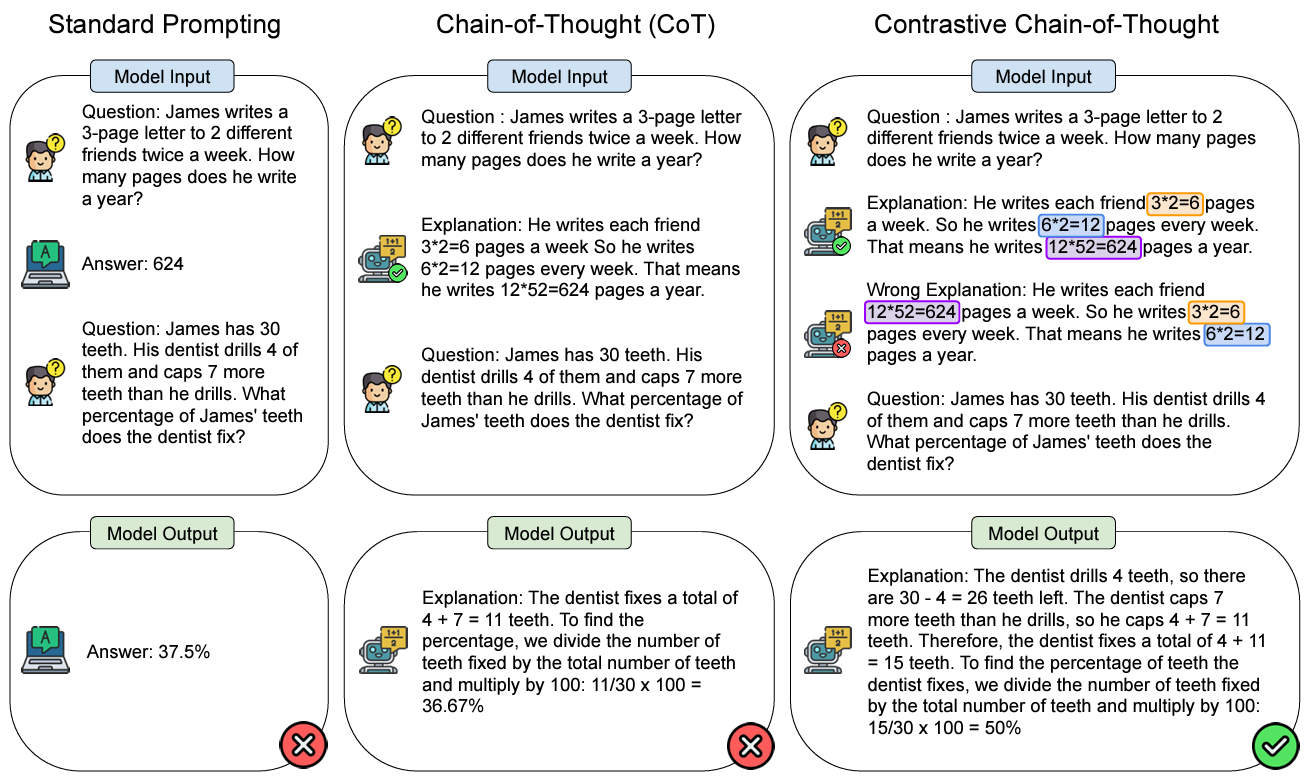 Standard Prompting
Model Input
Question: James writes a
3-page letter to 2 different
friends twice a week. How
many pages does he write
a year?
Answer: 624
Question: James has 30
teeth. His dentist drills 4 of
them and caps 7 more
teeth than he drills. What
percentage of James' teeth
does the dentist fix?
Model Output
Answer: 37.5%
Chain-of-Thought (CoT)
Model Input
Question : James writes a 3-page letter
to 2 different friends twice a week. How
many pages does he write a year?
Explanation: He writes each friend
3*2=6 pages a week So he writes
6*2=12 pages every week. That means
he writes 12*52=624 pages a year.
Question: James has 30 teeth. His
dentist drills 4 of them and caps 7 more
teeth than he drills. What percentage of
James' teeth does the dentist fix?
Model Output
Explanation: The dentist fixes a total of
4 + 7 = 11 teeth. To find the
percentage, we divide the number of
teeth fixed by the total number of teeth
and multiply by 100: 11/30 x 100 =
36.67%
Contrastive Chain-of-Thought
Model Input
Question : James writes a 3-page letter to 2
different friends twice a week. How many pages
does he write a year?
Explanation: He writes each friend 3*2=6 pages
a week. So he writes 6*2=12 pages every week.
That means he writes 12*52=624 pages a year.
Wrong Explanation: He writes each friend
12*52=624 pages a week. So he writes 3*2=6
pages every week. That means he writes 6*2=12
pages a year.
Question: James has 30 teeth. His dentist drills 4
of them and caps 7 more teeth than he drills.
What percentage of James' teeth does the
dentist fix?
Model Output
Explanation: The dentist drills 4 teeth, so there
are 30 - 4 = 26 teeth left. The dentist caps 7
more teeth than he drills, so he caps 4 + 7 = 11
teeth. Therefore, the dentist fixes a total of 4 + 11
= 15 teeth. To find the percentage of teeth the
dentist fixes, we divide the number of teeth fixed
by the total number of teeth and multiply by 100:
15/30 x 100 = 50%